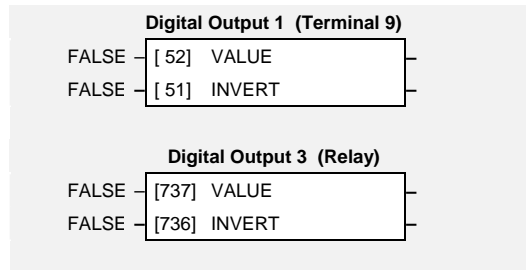 Digital Output 1 (Terminal 9)
FALSE [ 52] VALUE
FALSE [ 51] INVERT
Digital Output 3 (Relay)
FALSE [737] VALUE
FALSE [736] INVERT